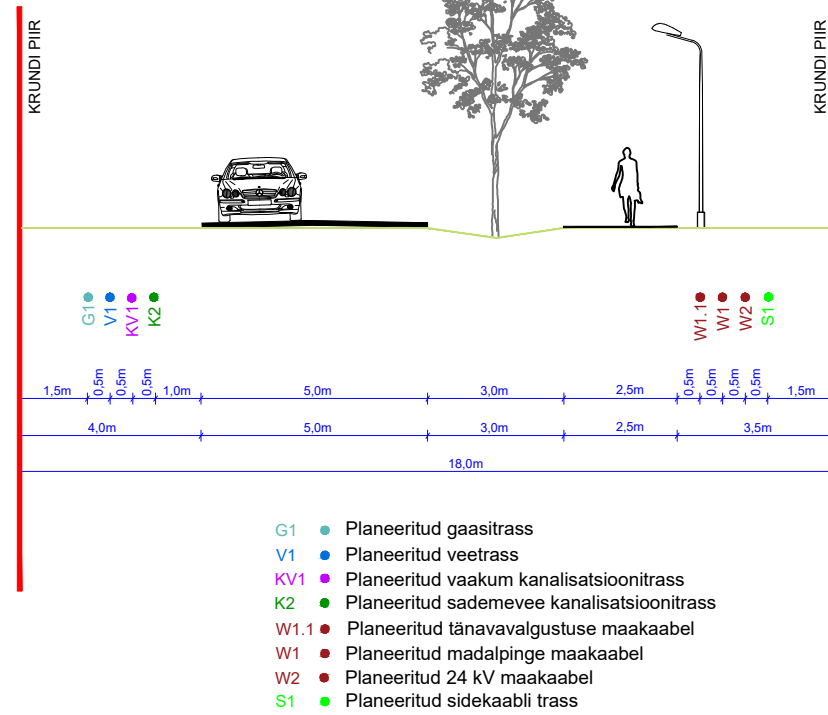 KRUNDI PIIR
KRUNDI PIIR
G1
V1
KV1
K2
W1.1
W1
W2
S1
1,5m
0,5m
0,5m
0,5m
1,0m
5,0m
3,0m
2,5m
0,5m
0,5m
0,5m
0,5m
1,5m
4,0m
5,0m
3,0m
2,5m
3,5m
18,0m
G1 Planeeritud gaasitrass
V1 Planeeritud veetrass
KV1 Planeeritud vaakum kanalisatsioonitrass
K2 Planeeritud sademevee kanalisatsioonitrass
W1.1 Planeeritud tänavavalgustuse maakaabel
W1 Planeeritud madalpinge maakaabel
W2 Planeeritud 24 kV maakaabel
S1 Planeeritud sidekaabli trass